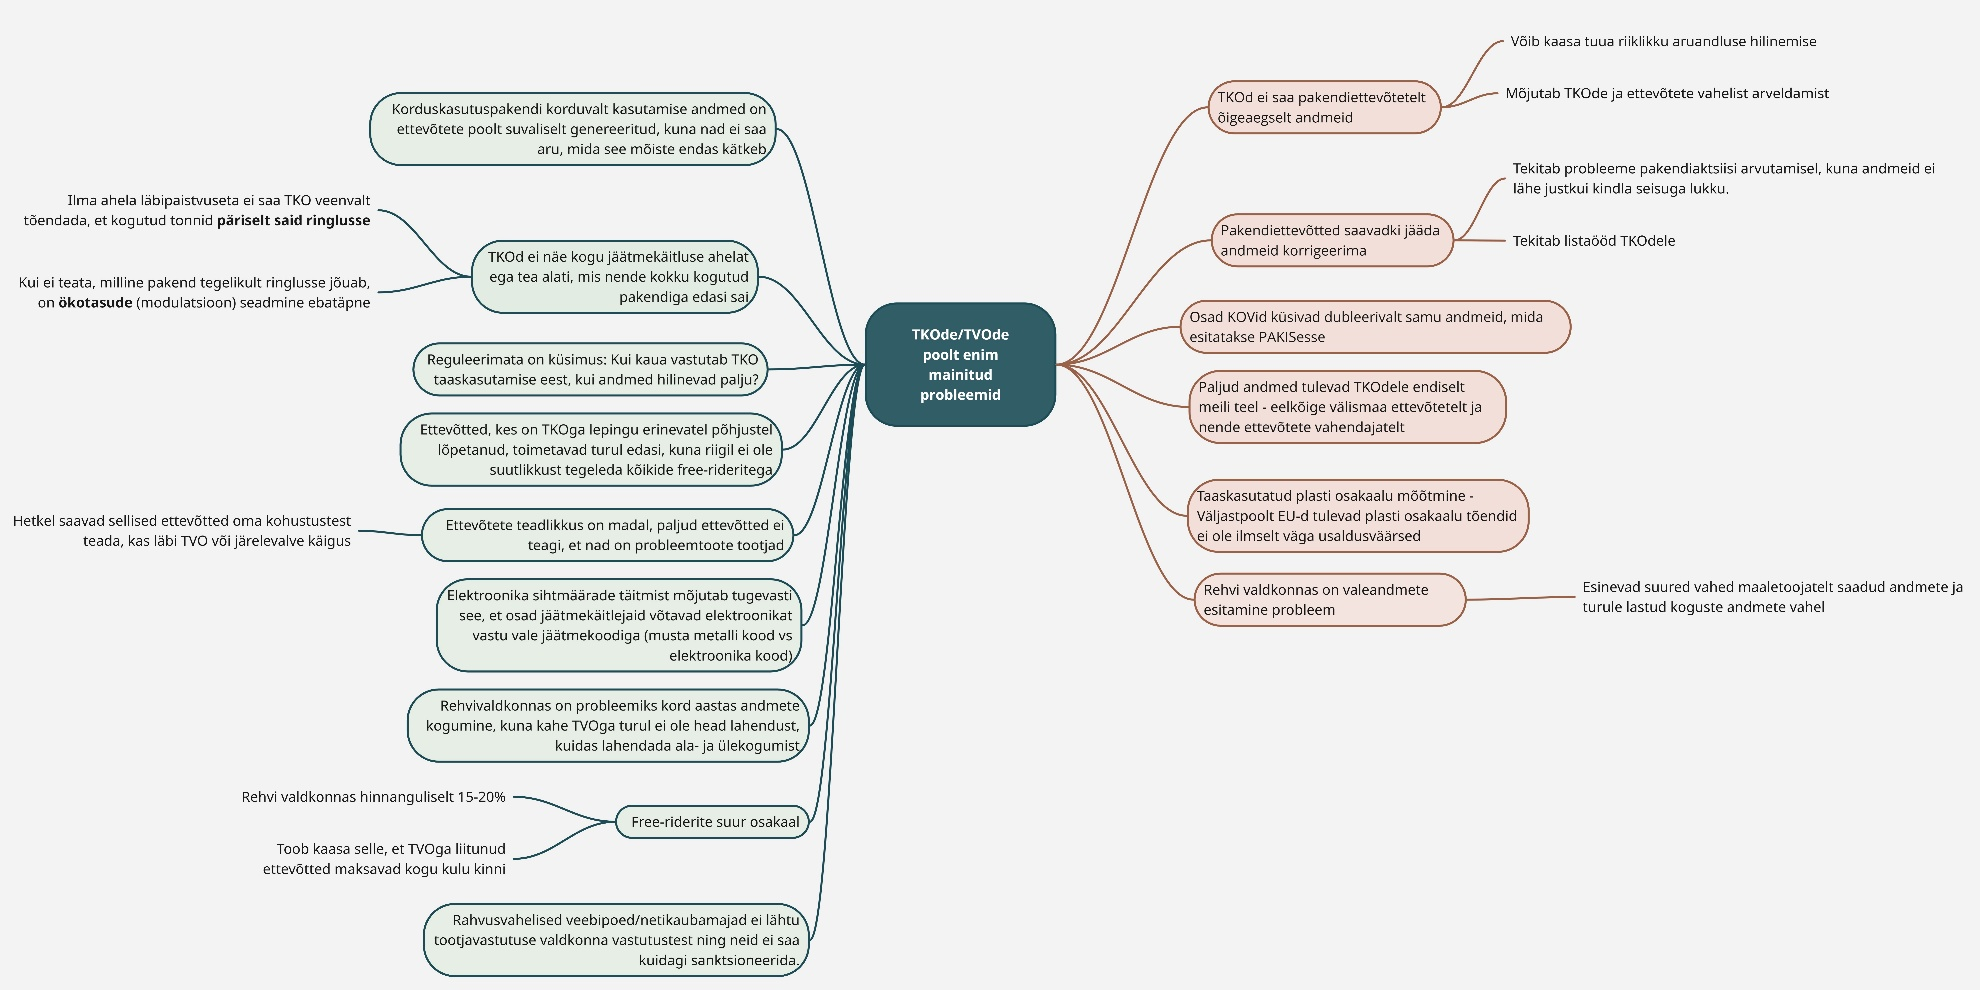 Korduskasutuspakendi korduvalt kasutamise andmed on
ettevõtete poolt suvaliselt genereeritud, kuna nad ei saa
aru, mida see mõiste endas kätkeb
Ilma ahela läbipaistvuseta ei saa TKO veenvalt
tõendada, et kogutud tonnid päriselt said ringlusse
Kui ei teata, milline pakend tegelikult ringlusse jõuab,
on ökotasude (modulatsioon) seadmine ebatäpne
TKOd ei näe kogu jäätmekäitluse ahelat
ega tea alati, mis nende kokku kogutud
pakendiga edasi sai
Reguleerimata on küsimus: Kui kaua vastutab TKO
taaskasutamise eest, kui andmed hilinevad palju?
Ettevõtted, kes on TKOga lepingu erinevatel põhjustel
lõpetanud, toimetavad turul edasi, kuna riigil ei ole
suutlikkust tegeleda kõikide free-rideritega
Hetkel saavad sellised ettevõtted oma kohustustest
teada, kas läbi TVO või järelevalve käigus
Ettevõtete teadlikkus on madal, paljud ettevõtted ei
teagi, et nad on probleemtoote tootjad
Elektroonika sihtmäärade täitmist mõjutab tugevasti
see, et osad jäätmekäitlejaid võtavad elektroonikat
vastu vale jäätmekoodiga (musta metalli kood vs
elektroonika kood)
Rehvivaldkonnas on probleemiks kord aastas andmete
kogumine, kuna kahe TVOga turul ei ole head lahendust,
kuidas lahendada ala- ja ülekogumist
Rehvi valdkonnas hinnanguliselt 15-20%
Toob kaasa selle, et TVOga liitunud
ettevõtted maksavad kogu kulu kinni
Free-riderite suur osakaal
Rahvusvahelised veebipoed/netikaubamajad ei lähtu
tootjavastutuse valdkonna vastutustest ning neid ei saa
kuidagi sanktsioneerida.
TKOde/TVOde
poolt enim
mainitud
probleemid
TKOd ei saa pakendiettevõtetelt
õigeaegselt andmeid
Võib kaasa tuua riiklikku aruandluse hilinemise
Mõjutab TKOde ja ettevõtete vahelist arveldamist
Pakendiettevõtted saavadki jääda
andmeid korrigeerima
Tekitab probleeme pakendiaktsiisi arvutamisel, kuna andmeid ei
lähe justkui kindla seisuga lukku.
Tekitab listaööd TKOdele
Osad KOVid küsivad dubleerivalt samu andmeid, mida
esitatakse PAKISesse
Paljud andmed tulevad TKOdele endiselt
meili teel - eelkõige välismaa ettevõtetelt ja
nende ettevõtete vahendajatelt
Taaskasutatud plasti osakaalu mõõtmine -
Väljastpoolt EU-d tulevad plasti osakaalu tõendid
ei ole ilmselt väga usaldusväärsed
Rehvi valdkonnas on valeandmete
esitamine probleem
Esinevad suured vahed maaletoojatelt saadud andmete ja
turule lastud koguste andmete vahel